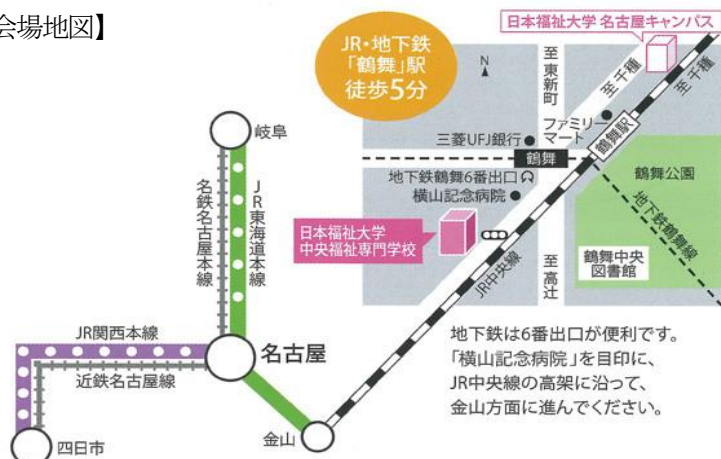 会場地図】
日本福祉大学 名古屋キャンパス
JR・地下鉄
「鶴舞」駅
徒歩5分
N
至東新町
至千種
至千種
ファミリー
マート
三菱UFJ銀行
鶴舞
鶴舞駅
地下鉄鶴舞6番出口
横山記念病院
鶴舞公園
地下鉄鶴舞線
日本福祉大学
中央福祉専門学校
JR中央線
至高辻
鶴舞中央
図書館
岐阜
名鉄名古屋本線
JR東海道本線
JR関西本線
近鉄名古屋線
名古屋
四日市
金山
地下鉄は6番出口が便利です。
「横山記念病院」を目印に、
JR中央線の高架に沿って、
金山方面に進んでください。